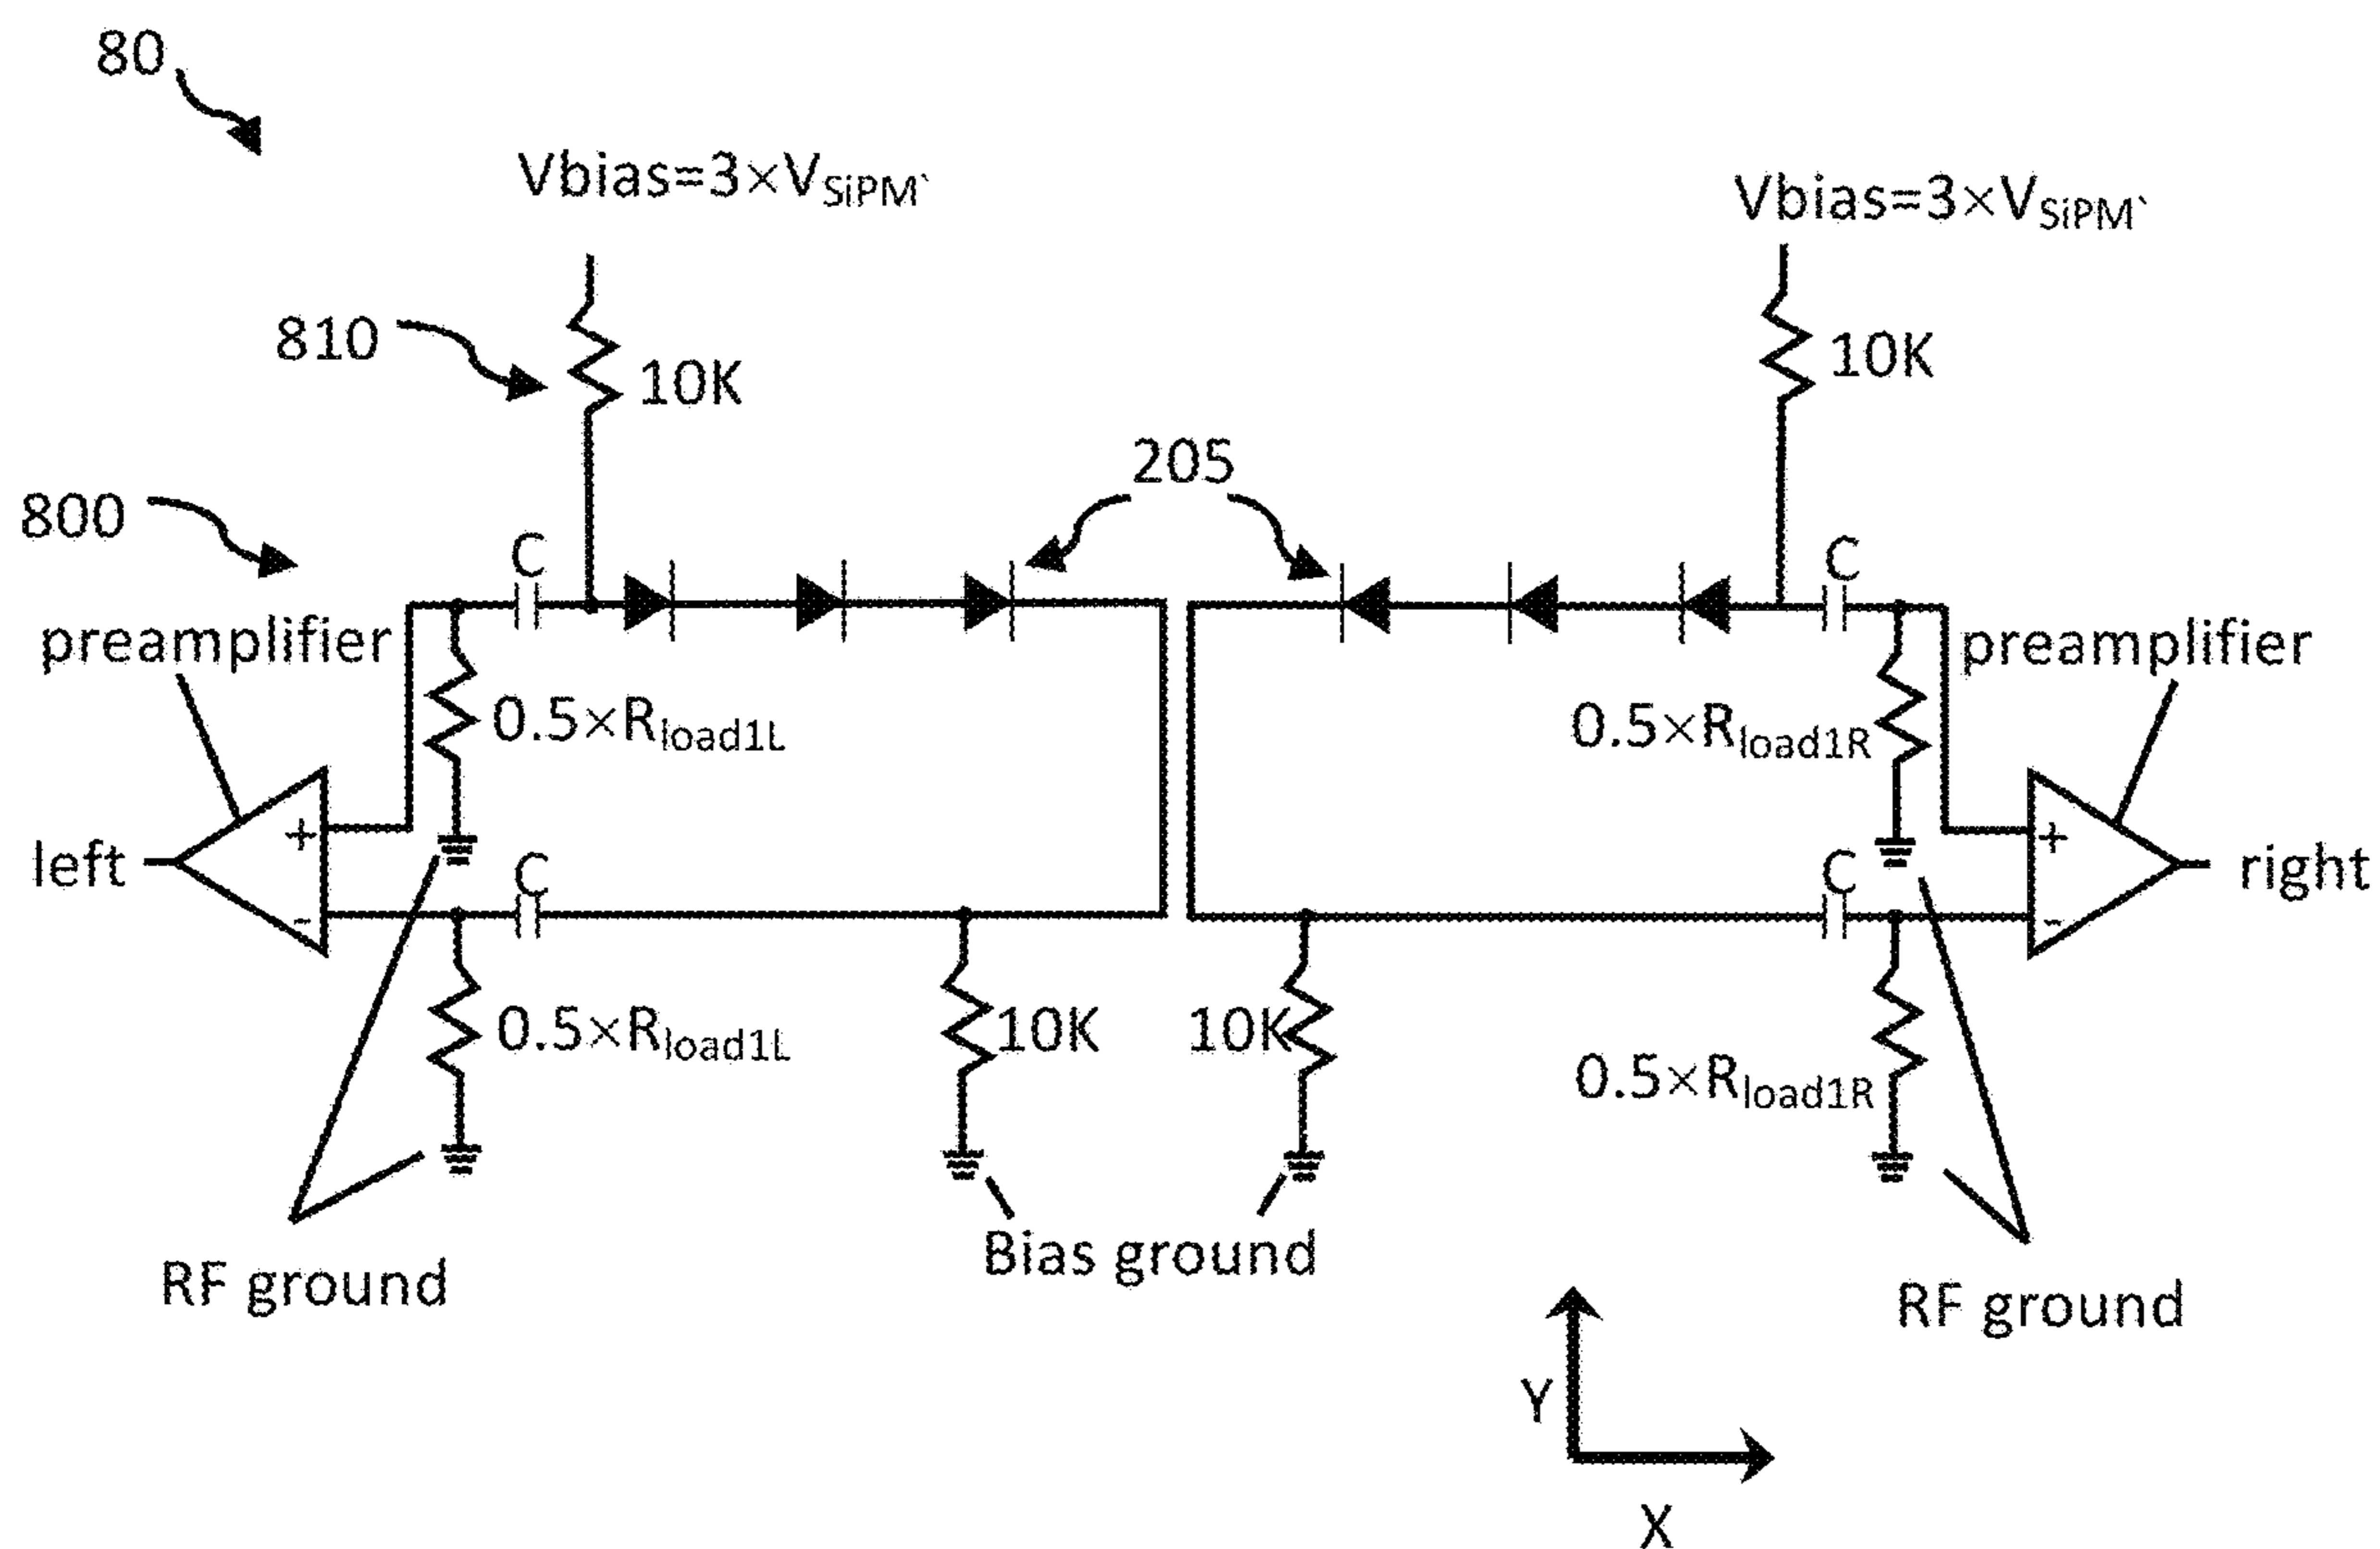 80
Vbias=3×VSiPM`
Vbias=3×VSiPM`
810
10K
10K
205
800
C
C
preamplifier
preamplifier
0.5×Rload1L
0.5×Rload1R
+
+
left
C
C
right
-
-
0.5×Rload1L
10K
10K
0.5×Rload1R
Bias ground
RF ground
RF ground
Y
X